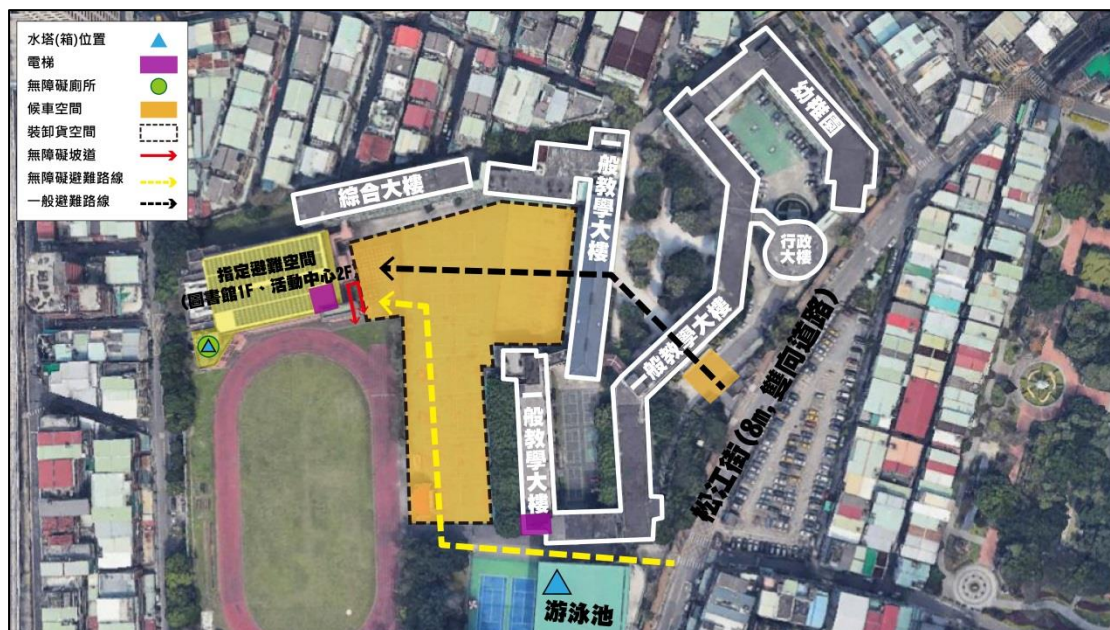 水塔(箱)位置
電梯
無障礙廁所
候車空間
裝卸貨空間
無障礙坡道
無障礙避難路線
一般避難路線
幼稚園
綜合大樓
一般教學大樓
行政
大樓
指定避難空間
(圖書館1F、活動中心2F)
一般教學大樓
一般教學大樓
松江街(8m, 雙向道路)
游泳池